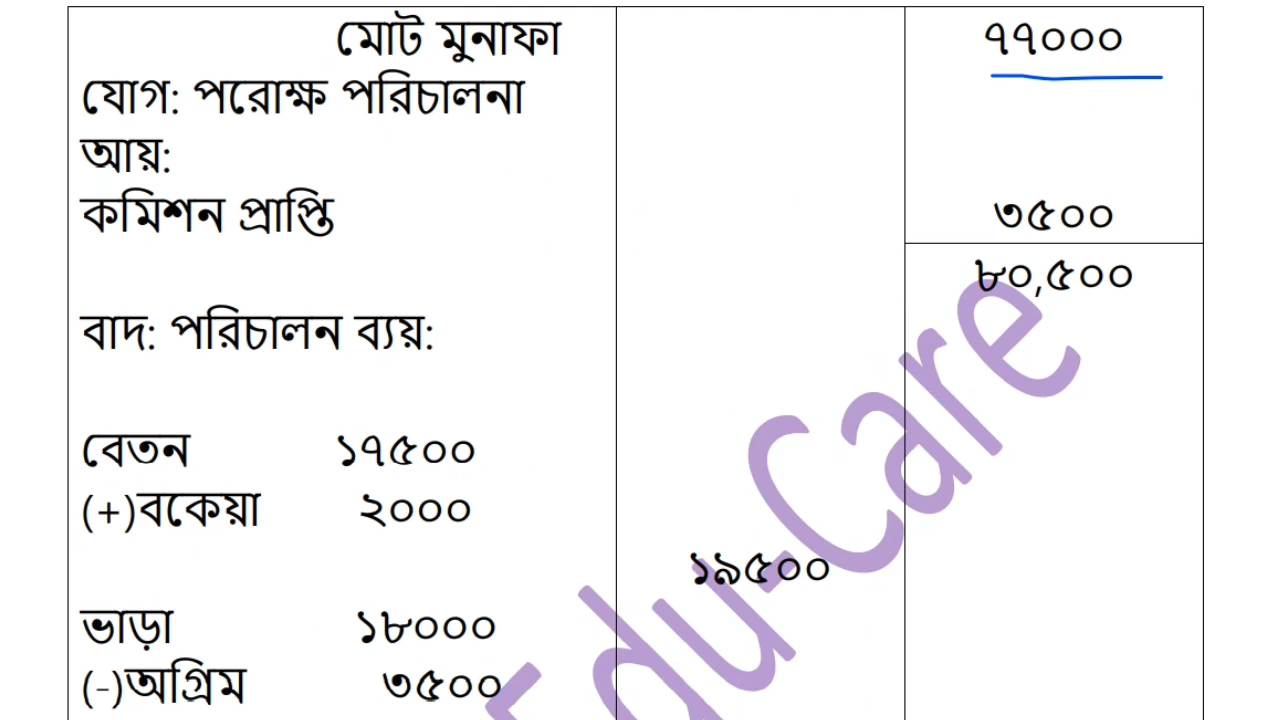 মোট মুনাফা ৭৭০০০
যোগ: পরোক্ষ পরিচালনা
আয়:
কমিশন প্রাপ্তি ৩৫০০
৮০,৫০০
বাদ: পরিচালন ব্যয়:
বেতন ১৭৫০০
(+)বকেয়া ২০০০
১৯৫০০
ভাড়া ১৮০০০
(-)অগ্রিম ৩৫০০
Edu-Care